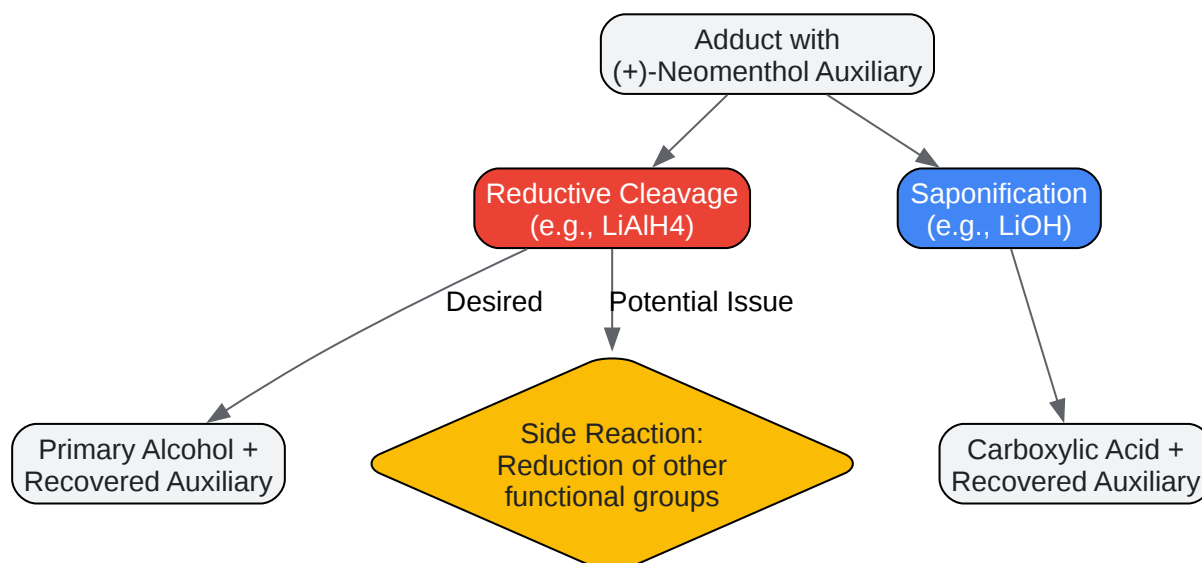 Adduct with
(+)-Neomenthol Auxiliary
Reductive Cleavage
(e.g., LiAlH4)
Saponification
(e.g., LiOH)
Desired
Potential Issue
Primary Alcohol +
Recovered Auxiliary
Side Reaction:
Reduction of other
functional groups
Carboxylic Acid +
Recovered Auxiliary